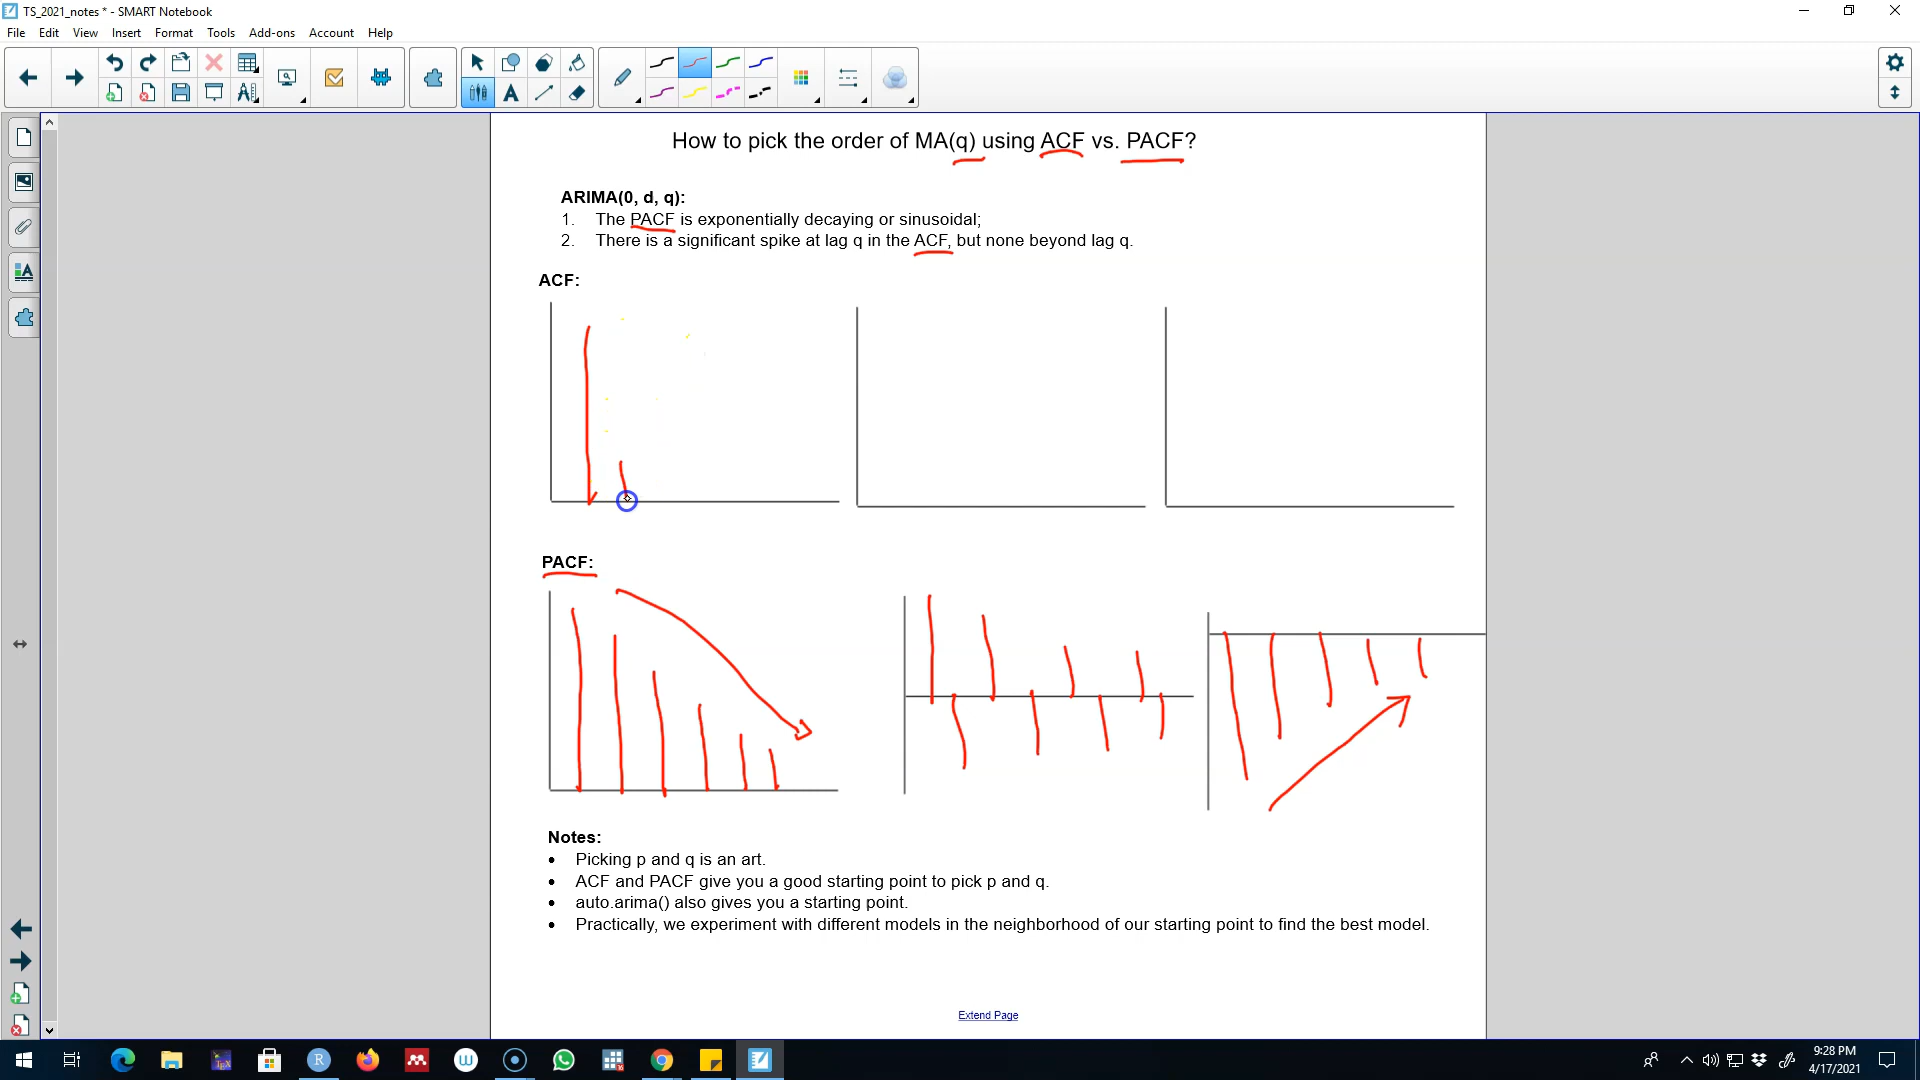 TS_2021_notes * - SMART Notebook
File Edit View Insert Format Tools Add-ons Account Help
How to pick the order of MA(q) using ACF vs. PACF?
ARIMA(0, d, q):
1. The PACF is exponentially decaying or sinusoidal;
2. There is a significant spike at lag q in the ACF, but none beyond lag q.
ACF:
PACF:
Notes:
• Picking p and q is an art.
• ACF and PACF give you a good starting point to pick p and q.
• auto.arima() also gives you a starting point.
• Practically, we experiment with different models in the neighborhood of our starting point to find the best model.
Extend Page
9:28 PM
4/17/2021